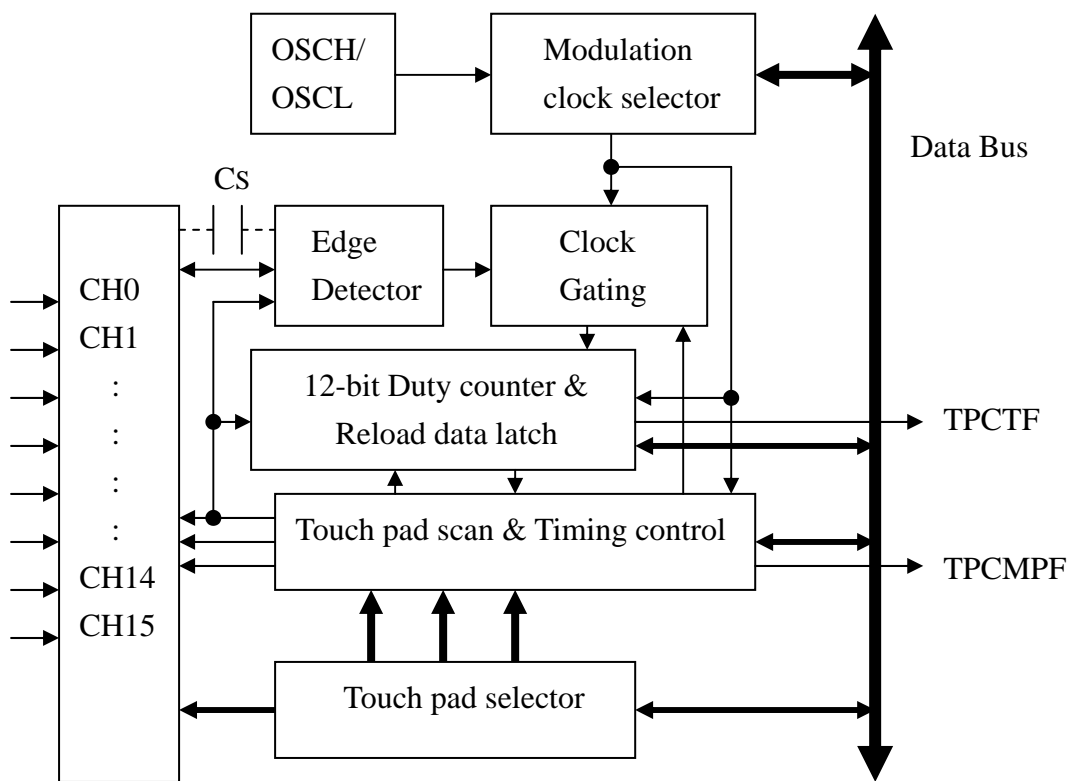 OSCH/
OSCL
Modulation
clock selector
Data Bus
CS
Edge
Detector
Clock
Gating
CH0
CH1
:
:
:
:
CH14
CH15
12-bit Duty counter &
Reload data latch
TPCTF
Touch pad scan & Timing control
TPCMPF
Touch pad selector